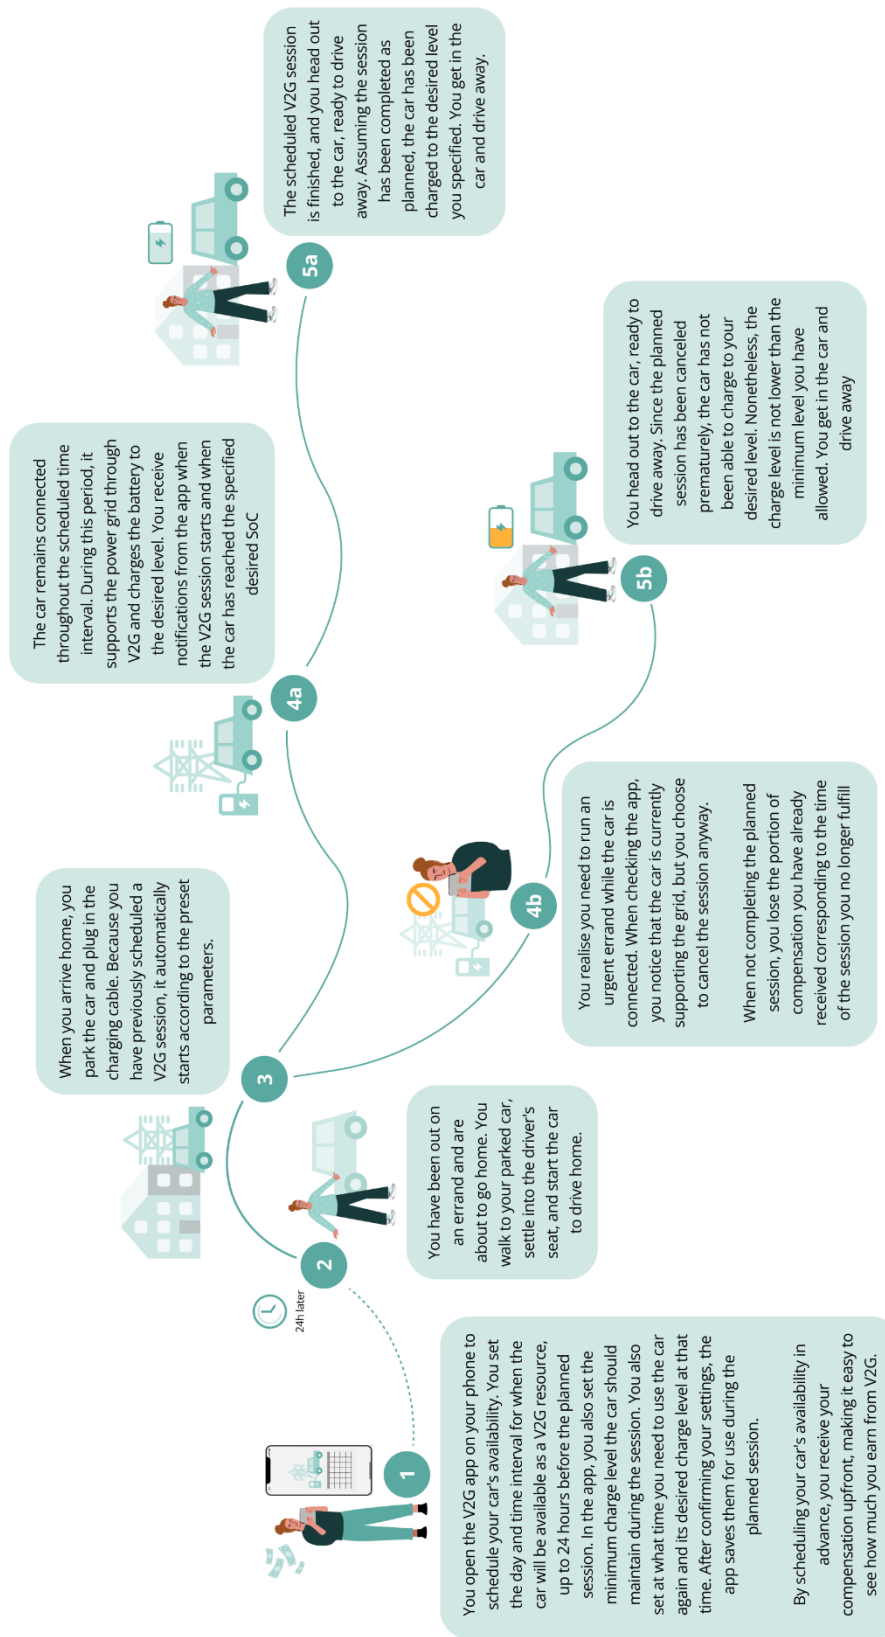 1
You open the V2G app on your phone to
schedule your car's availability. You set
the day and time interval for when the
car will be available as a V2G resource,
up to 24 hours before the planned
session. In the app, you also set the
minimum charge level the car should
maintain during the session. You also
set at what time you need to use the car
again and its desired charge level at that
time. After confirming your settings, the
app saves them for use during the
planned session.
By scheduling your car's availability in
advance, you receive your
compensation upfront, making it easy to
see how much you earn from V2G.
24h later
2
You have been out on
an errand and are
about to go home. You
walk to your parked car,
settle into the driver's
seat, and start the car
to drive home.
3
When you arrive home, you
park the car and plug in the
charging cable. Because you
have previously scheduled a
V2G session, it automatically
starts according to the preset
parameters.
4a
The car remains connected
throughout the scheduled time
interval. During this period, it
supports the power grid through
V2G and charges the battery to
the desired level. You receive
notifications from the app when
the V2G session starts and when
the car has reached the specified
desired SoC
5a
The scheduled V2G session
is finished, and you head out
to the car, ready to drive
away. Assuming the session
has been completed as
planned, the car has been
charged to the desired level
you specified. You get in the
car and drive away.
4b
You realise you need to run an
urgent errand while the car is
connected. When checking the app,
you notice that the car is currently
supporting the grid, but you choose
to cancel the session anyway.
When not completing the planned
session, you lose the portion of
compensation you have already
received corresponding to the time
of the session you no longer fulfill
5b
You head out to the car, ready to
drive away. Since the planned
session has been canceled
prematurely, the car has not
been able to charge to your
desired level. Nonetheless, the
charge level is not lower than the
minimum level you have
allowed. You get in the car and
drive away